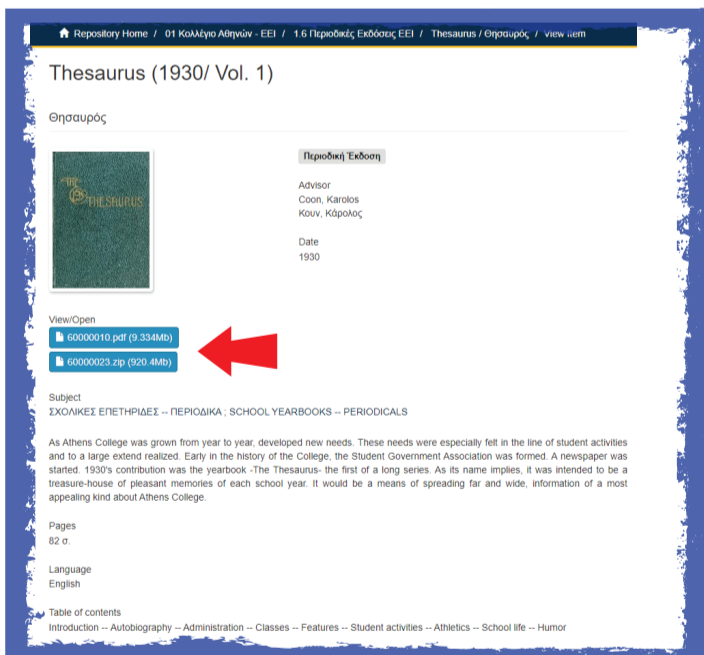 Repository Home / 01 Κολλέγιο Αθηνών - ΕΕΙ / 1.6 Περιοδικές Εκδόσεις ΕΕΙ / Thesaurus / Θησαυρός / View Item
Thesaurus (1930/ Vol. 1)
Θησαυρός
THE
THESAURUS
Περιοδική Έκδοση
Advisor
Coon, Karolos
Κουν, Κάρολος
Date
1930
View/Open
60000010.pdf (9.334Mb)
60000023.zip (920.4Mb)
Subject
ΣΧΟΛΙΚΕΣ ΕΠΕΤΗΡΙΔΕΣ -- ΠΕΡΙΟΔΙΚΑ ; SCHOOL YEARBOOKS -- PERIODICALS
As Athens College was grown from year to year, developed new needs. These needs were especially felt in the line of student activities
and to a large extend realized. Early in the history of the College, the Student Government Association was formed. A newspaper was
started. 1930's contribution was the yearbook -The Thesaurus- the first of a long series. As its name implies, it was intended to be a
treasure-house of pleasant memories of each school year. It would be a means of spreading far and wide, information of a most
appealing kind about Athens College.
Pages
82 σ.
Language
English
Table of contents
Introduction -- Autobiography -- Administration -- Classes -- Features -- Student activities -- Athletics -- School life -- Humor